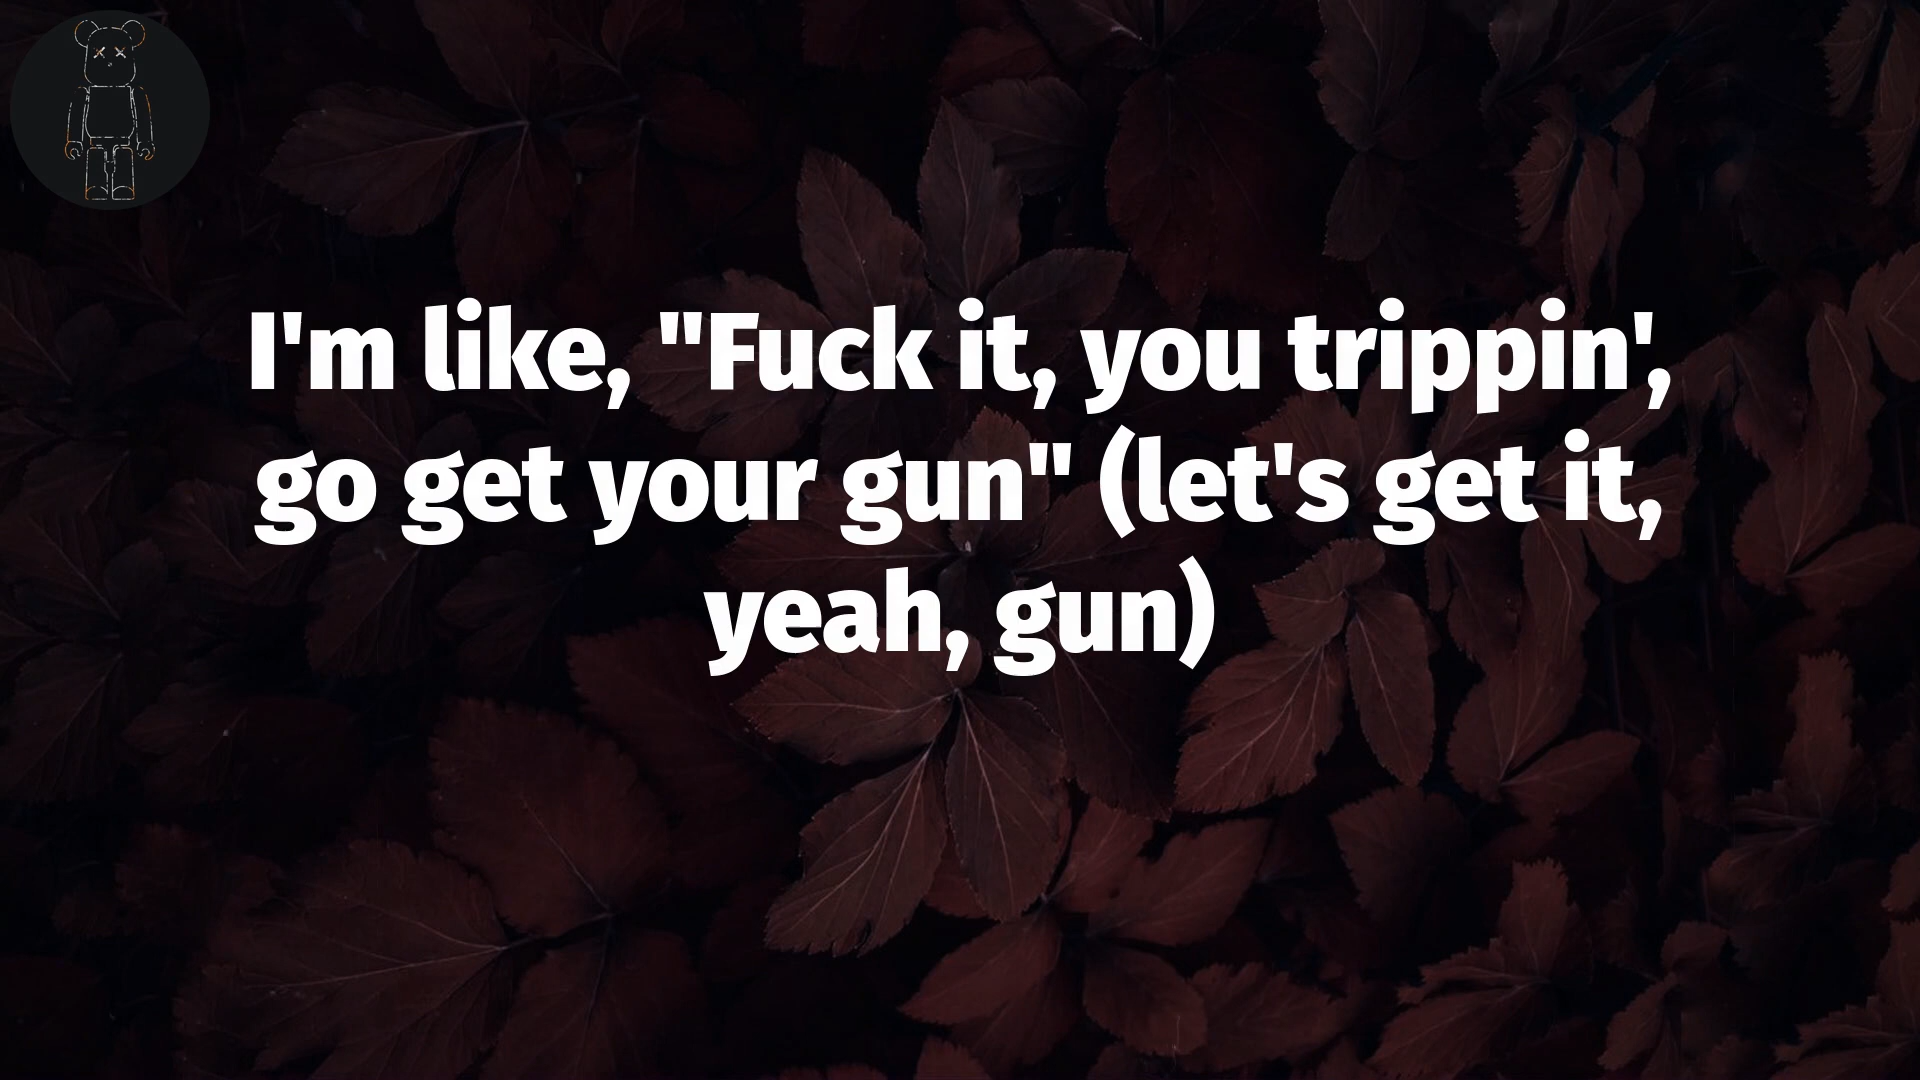 I'm like, "Fuck it, you trippin',
go get your gun" (let's get it,
yeah, gun)